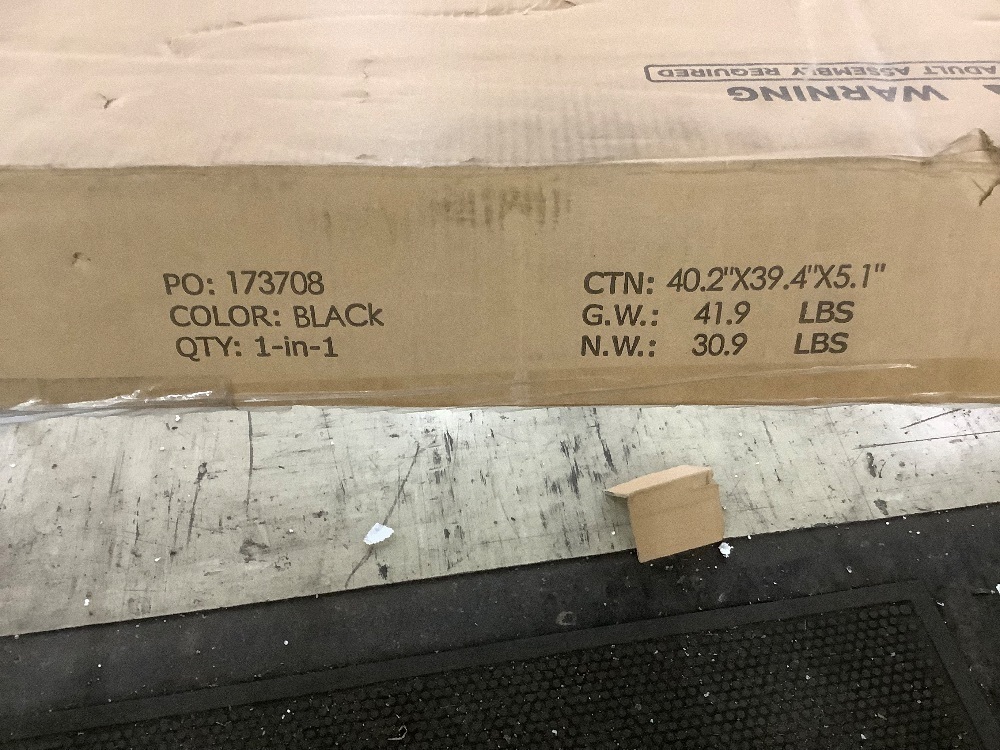 WARNING
ADULT ASSEMBLY REQUIRED
PO: 173708
COLOR: BLACK
QTY: 1-in-1
CTN: 40.2"X39.4"X5.1"
G.W.: 41.9 LBS
N.W.: 30.9 LBS